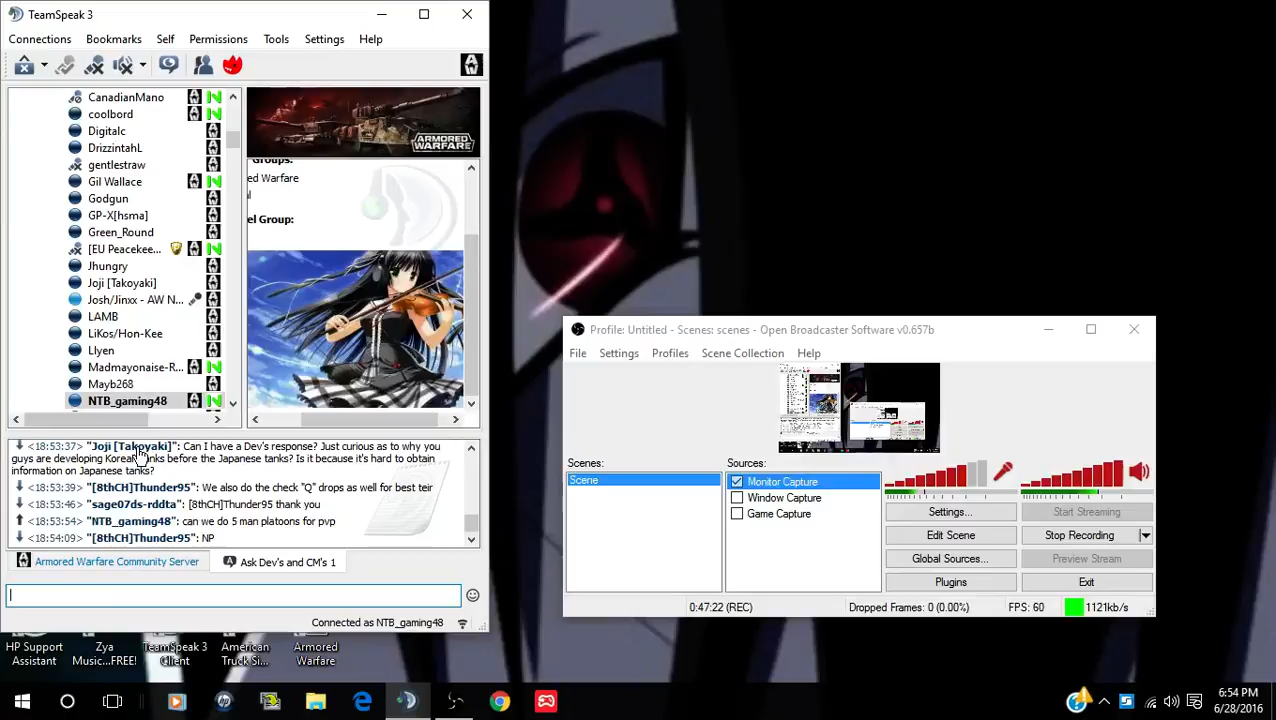 TeamSpeak 3
Connections Bookmarks Self Permissions Tools Settings Help
CanadianMano
coolbord
Digitalc
DrizzintahL
gentlestraw
Gil Wallace
Godgun
GP-X[hsma]
Green_Round
[EU Peacekee...
Jhungry
Joji [Takoyaki]
Josh/Jinxx - AW N...
LAMB
LiKos/Hon-Kee
Llyen
Madmayonaise-R...
Mayb268
NTB_gaming48
ARMORED
WARFARE
Groups:
ed Warfare
el Group:
<18:53:37> "Joji [Takoyaki]": Can I have a Dev's response? Just curious as to why you
guys are developing Korean tanks before the Japanese tanks? Is it because it's hard to obtain
information on Japanese tanks?
<18:53:39> "[8thCH]Thunder95": We also do the check "Q" drops as well for best teir
<18:53:46> "sage07ds-rddta": [8thCH]Thunder95 thank you
<18:53:54> "NTB_gaming48": can we do 5 man platoons for pvp
<18:54:09> "[8thCH]Thunder95": NP
Armored Warfare Community Server Ask Dev's and CM's 1
Connected as NTB_gaming48
Profile: Untitled - Scenes: scenes - Open Broadcaster Software v0.657b
File Settings Profiles Scene Collection Help
Scenes: Sources:
Scene
Monitor Capture
Window Capture
Game Capture
Settings... Start Streaming
Edit Scene Stop Recording
Global Sources... Preview Stream
Plugins Exit
0:47:22 (REC) Dropped Frames: 0 (0.00%) FPS: 60 1121kb/s
HP Support
Assistant
Zya
Music...FREE!
TeamSpeak 3
Client
American
Truck Si...
Armored
Warfare
6:54 PM
6/28/2016